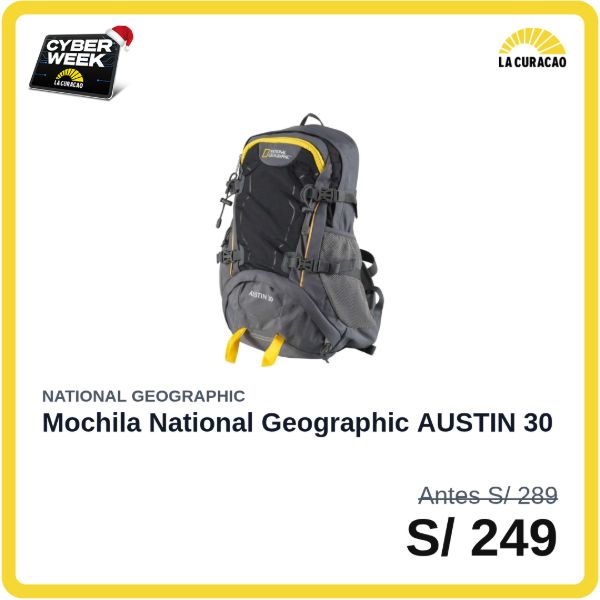 CYBER
WEEK
LA CURACAO
LA CURACAO
NATIONAL
GEOGRAPHIC
AUSTIN 30
NATIONAL GEOGRAPHIC
Mochila National Geographic AUSTIN 30
Antes S/ 289
S/ 249